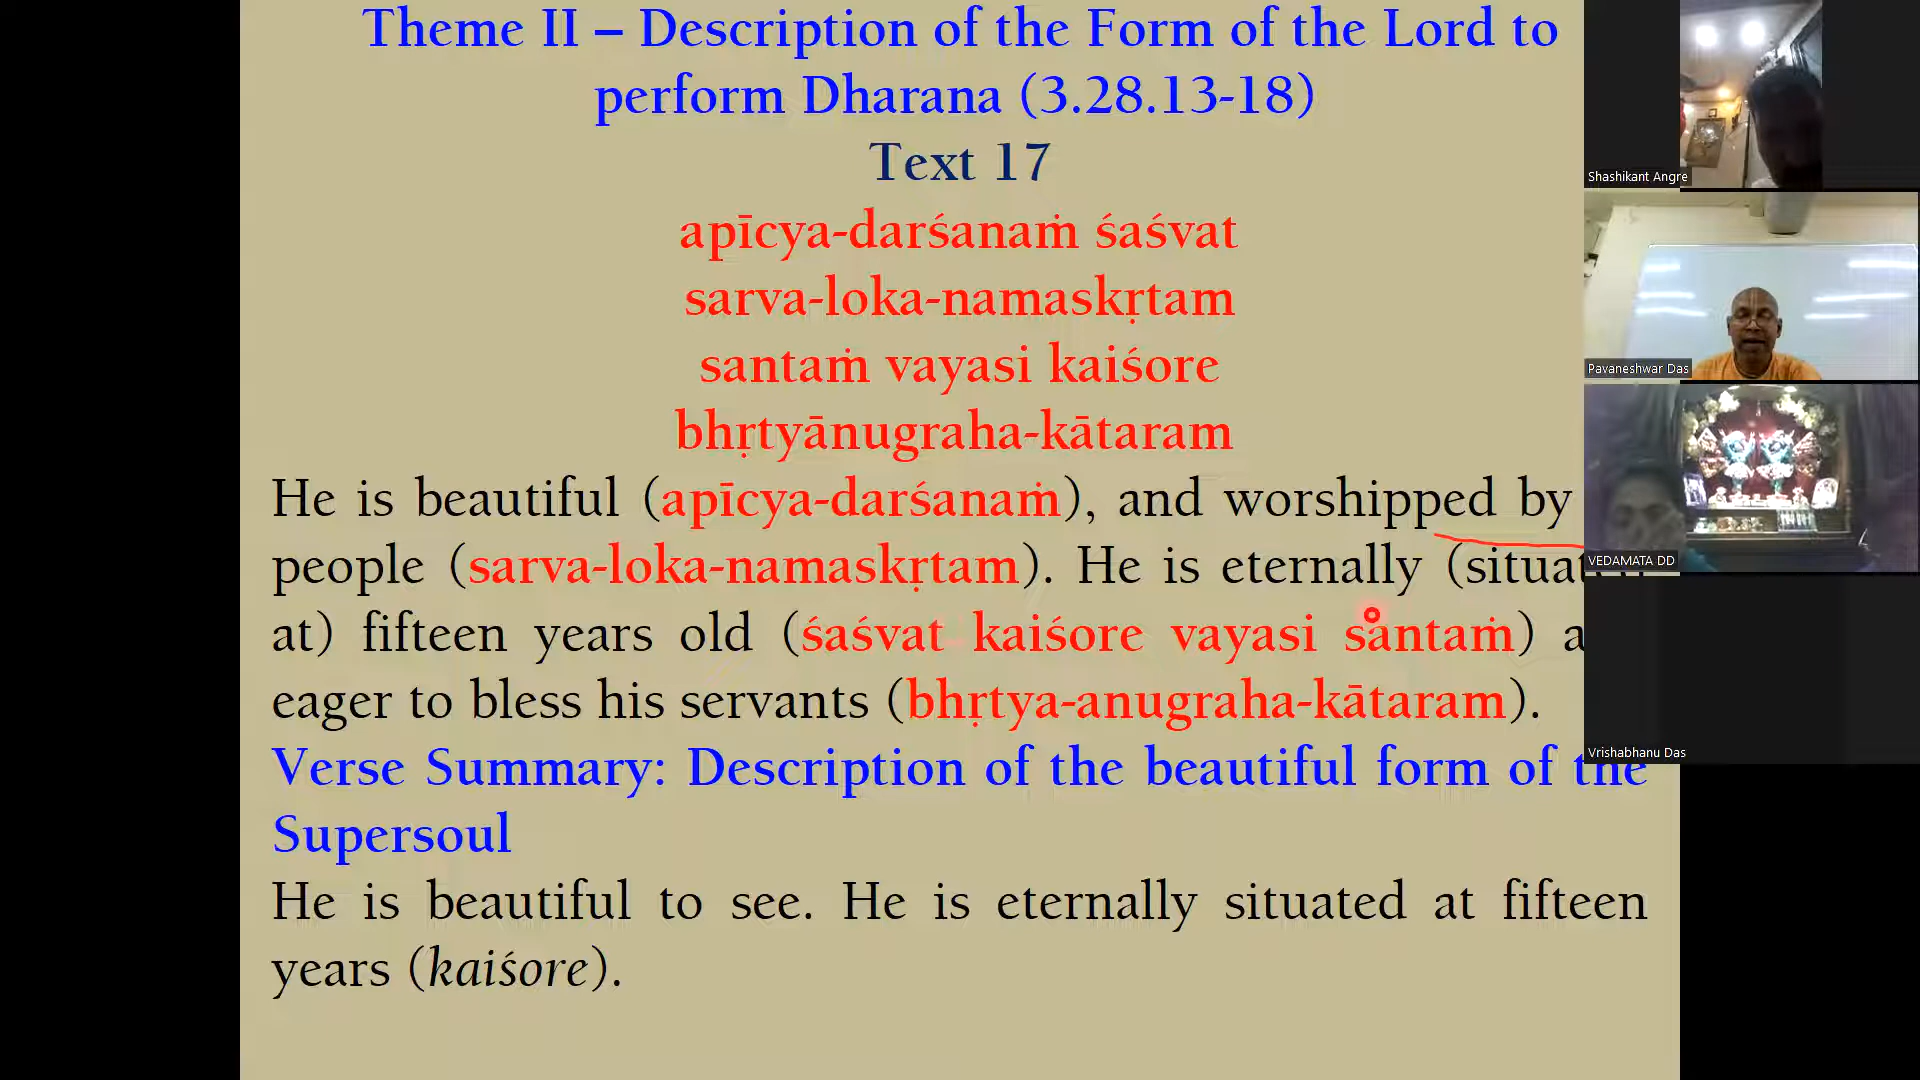 Theme II – Description of the Form of the Lord to
perform Dharana (3.28.13-18)
Text 17
apīcya-darśanaṁ śaśvat
sarva-loka-namaskṛtam
santaṁ vayasi kaiśore
bhṛtyānugraha-kātaram
He is beautiful (apīcya-darśanaṁ), and worshipped by
people (sarva-loka-namaskṛtam). He is eternally
at) fifteen years old (śaśvat kaiśore vayasi santaṁ)
eager to bless his servants (bhṛtya-anugraha-kātaram).
Verse Summary: Description of the beautiful form of the
Supersoul
He is beautiful to see. He is eternally situated at fifteen
years (kaiśore).
Shashikant Angre
Pavaneshwar Das
VEDAMATA DD
Vrishabhanu Das